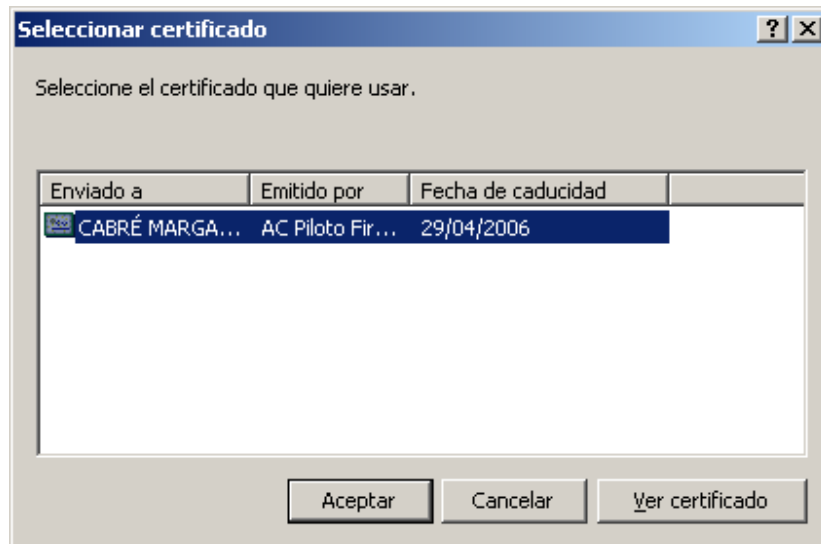 Seleccionar certificado
Seleccione el certificado que quiere usar.
Enviado a Emitido por Fecha de caducidad
CABRÉ MARGA... AC Piloto Fir... 29/04/2006
Aceptar Cancelar Ver certificado